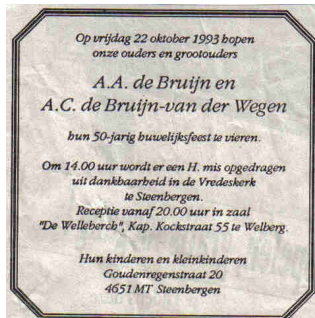 Op vrijdag 22 oktober 1993 hopen
onze ouders en grootouders
A.A. de Bruijn en
A.C. de Bruijn-van der Wegen
hun 50-jarig huwelijksfeest te vieren.
Om 14.00 uur wordt er een H. mis opgedragen
uit dankbaarheid in de Vredeskerk
te Steenbergen.
Receptie vanaf 20.00 uur in zaal
"De Welleberch", Kap. Kockstraat 55 te Welberg.
Hun kinderen en kleinkinderen
Goudenregenstraat 20
4651 MT Steenbergen